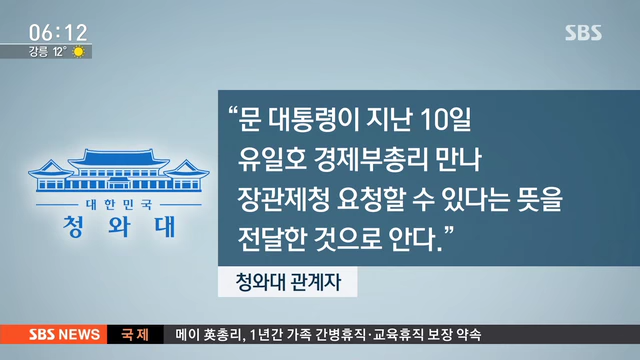 06:12
강릉 12°
SBS
“문 대통령이 지난 10일
유일호 경제부총리 만나
장관제청 요청할 수 있다는 뜻을
전달한 것으로 안다.”
대한민국
청와대
청와대 관계자
SBS NEWS 국제 메이 英총리, 1년간 가족 간병휴직·교육휴직 보장 약속